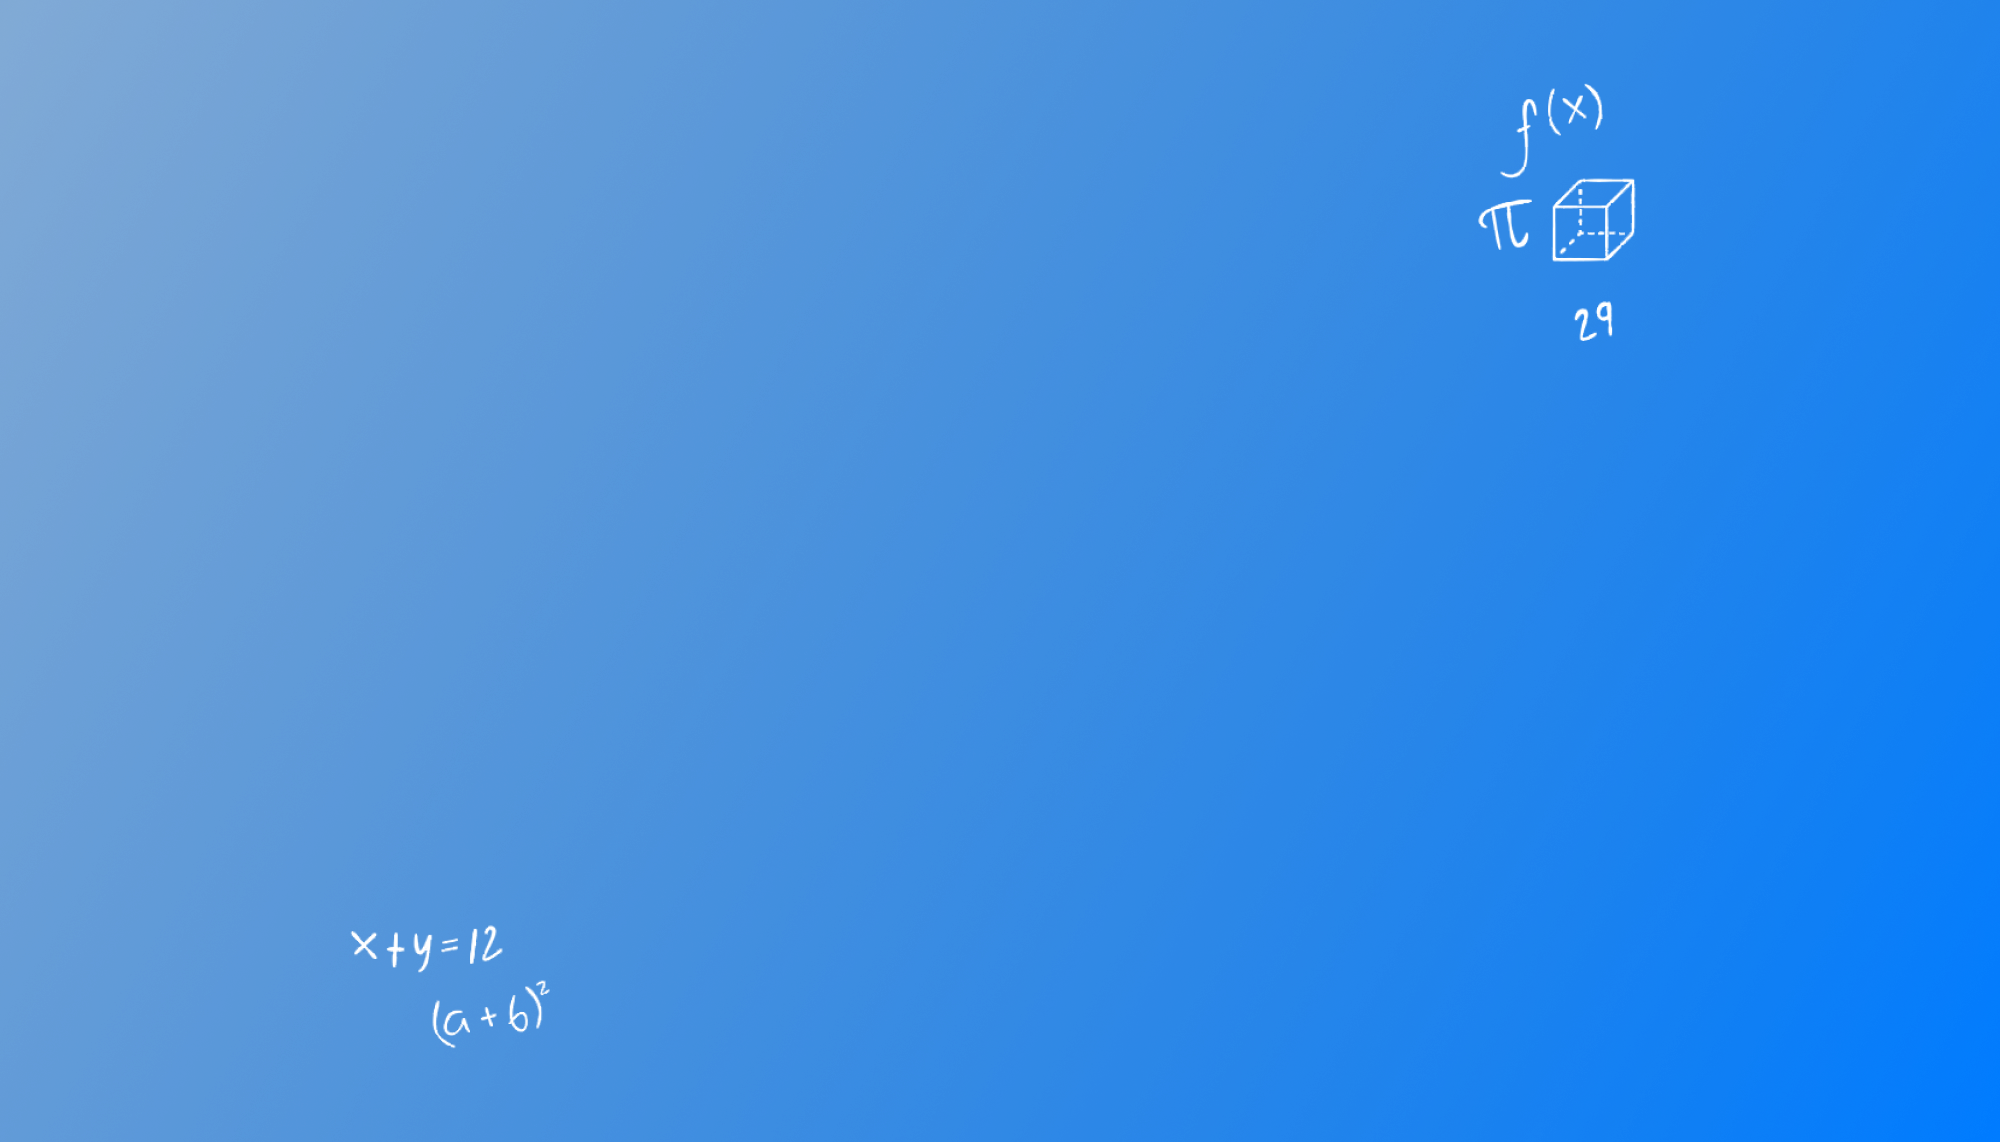 f(x)
π
29
x+y=12
(a+b)²